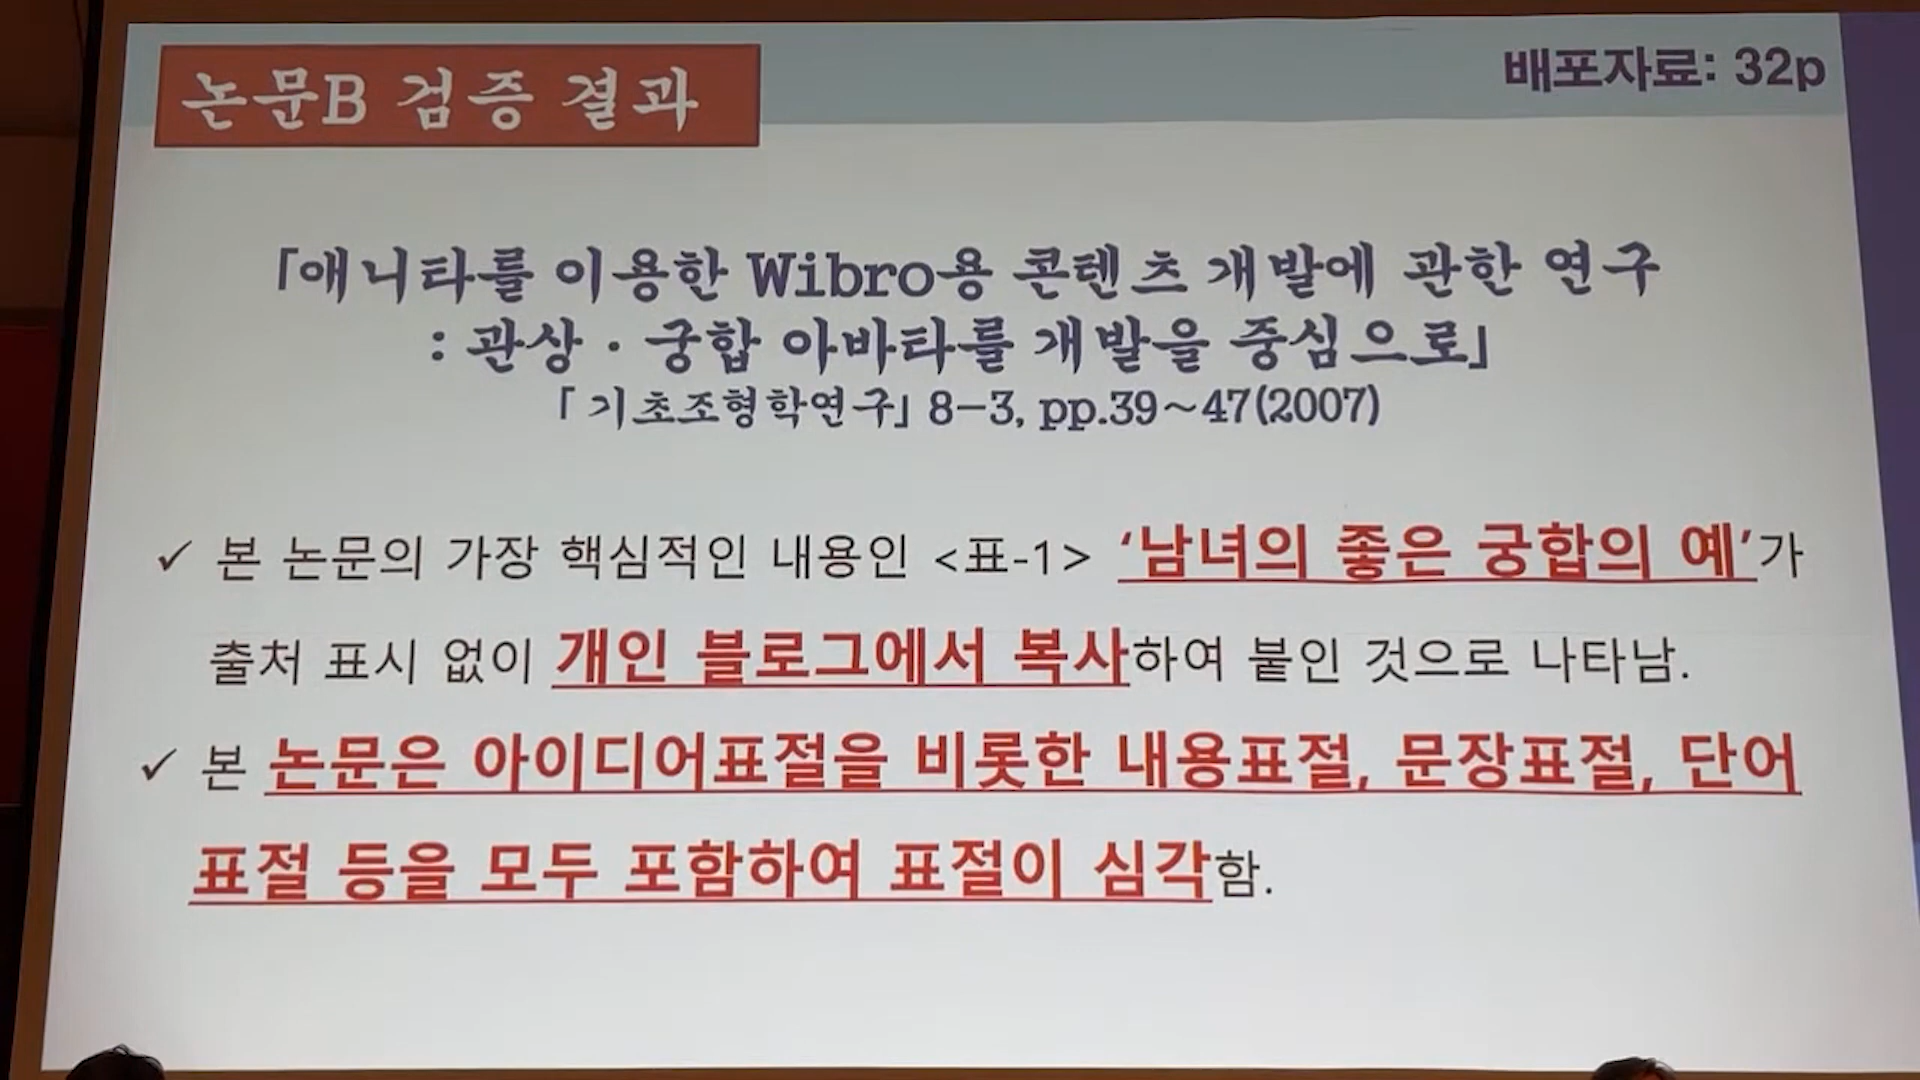 논문B 검증 결과
배포자료: 32p
「애니타를 이용한 Wibro용 콘텐츠 개발에 관한 연구
: 관상·궁합 아바타를 개발을 중심으로」
「기초조형학연구」 8-3, pp.39~47(2007)
✓ 본 논문의 가장 핵심적인 내용인 <표-1> ‘남녀의 좋은 궁합의 예’가
출처 표시 없이 개인 블로그에서 복사하여 붙인 것으로 나타남.
✓ 본 논문은 아이디어표절을 비롯한 내용표절, 문장표절, 단어
표절 등을 모두 포함하여 표절이 심각함.